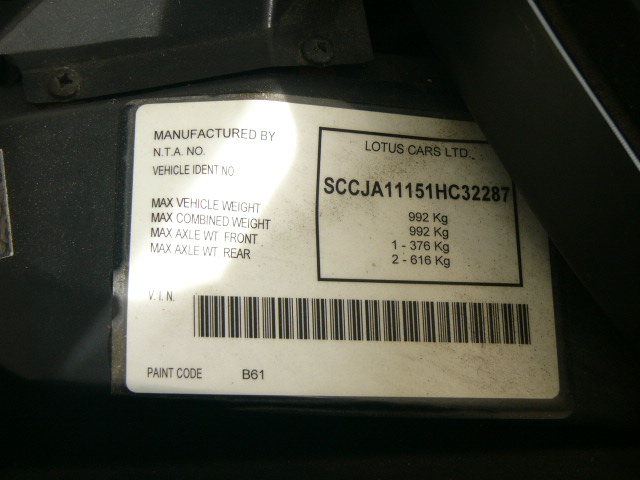 MANUFACTURED BY LOTUS CARS LTD.
N.T.A. NO.
VEHICLE IDENT NO. SCCJA11151HC32287
MAX VEHICLE WEIGHT 992 Kg
MAX COMBINED WEIGHT 992 Kg
MAX AXLE WT. FRONT 1 - 376 Kg
MAX AXLE WT. REAR 2 - 616 Kg
V.I.N.
PAINT CODE B61